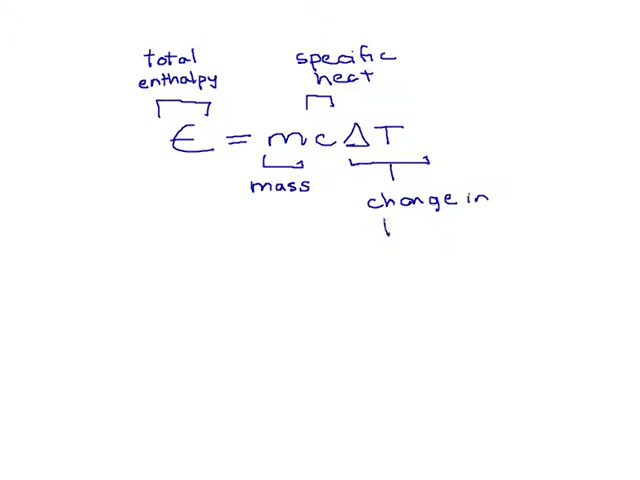 total
enthalpy
specific
heat
E = mcΔT
mass
change in